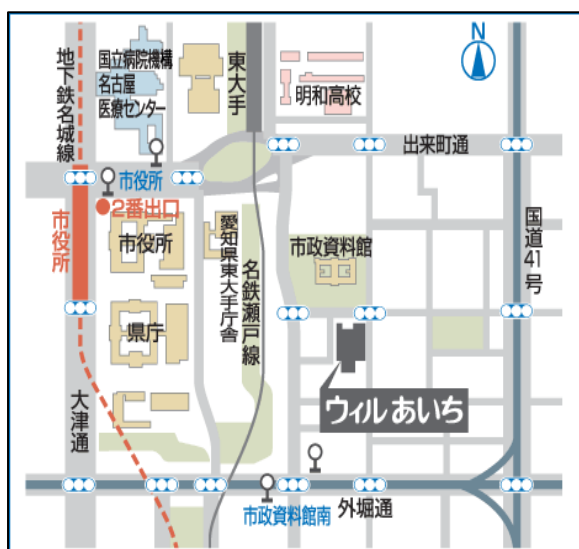 N
地下鉄名城線
国立病院機構
名古屋
医療センター
東大手
明和高校
出来町通
市役所
2番出口
市役所
市役所
愛知県東大手庁舎
名鉄瀬戸線
市政資料館
国道41号
県庁
大津通
ウィルあいち
市政資料館南
外堀通